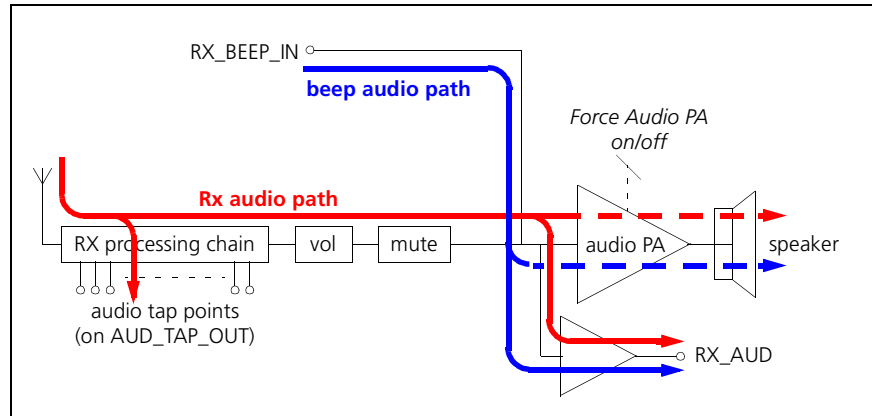 RX_BEEP_IN
beep audio path
Force Audio PA
on/off
Rx audio path
RX processing chain
vol
mute
audio PA
speaker
audio tap points
(on AUD_TAP_OUT)
RX_AUD